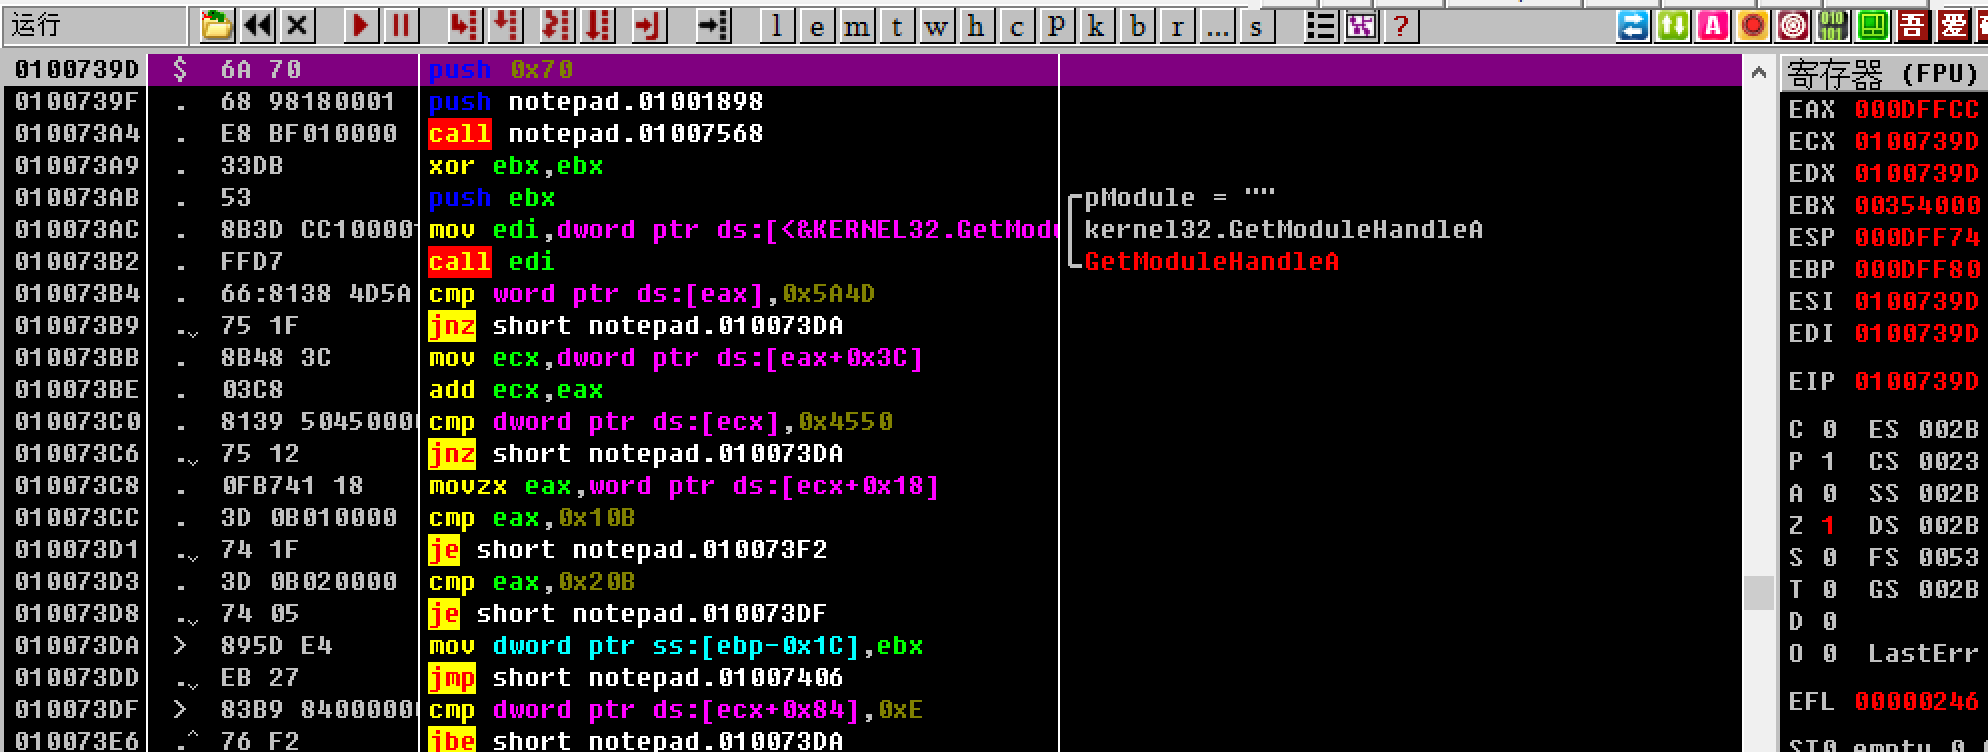 运行 l e m t w h c p k b r ... s ? A 010 101 吾 爱
0100739D $ 6A 70 push 0x70
0100739F . 68 98180001 push notepad.01001898
010073A4 . E8 BF010000 call notepad.01007568
010073A9 . 33DB xor ebx,ebx
010073AB . 53 push ebx pModule = ""
010073AC . 8B3D CC10000 mov edi,dword ptr ds:[<&KERNEL32.GetMod kernel32.GetModuleHandleA
010073B2 . FFD7 call edi GetModuleHandleA
010073B4 . 66:8138 4D5A cmp word ptr ds:[eax],0x5A4D
010073B9 . 75 1F jnz short notepad.010073DA
010073BB . 8B48 3C mov ecx,dword ptr ds:[eax+0x3C]
010073BE . 03C8 add ecx,eax
010073C0 . 8139 5045000 cmp dword ptr ds:[ecx],0x4550
010073C6 . 75 12 jnz short notepad.010073DA
010073C8 . 0FB741 18 movzx eax,word ptr ds:[ecx+0x18]
010073CC . 3D 0B010000 cmp eax,0x10B
010073D1 . 74 1F je short notepad.010073F2
010073D3 . 3D 0B020000 cmp eax,0x20B
010073D8 . 74 05 je short notepad.010073DF
010073DA > 895D E4 mov dword ptr ss:[ebp-0x1C],ebx
010073DD . EB 27 jmp short notepad.01007406
010073DF > 83B9 8400000 cmp dword ptr ds:[ecx+0x84],0xE
010073E6 . 76 F2 jbe short notepad.010073DA
寄存器 (FPU)
EAX 000DFFCC
ECX 0100739D
EDX 0100739D
EBX 00354000
ESP 000DFF74
EBP 000DFF80
ESI 0100739D
EDI 0100739D
EIP 0100739D
C 0 ES 002B
P 1 CS 0023
A 0 SS 002B
Z 1 DS 002B
S 0 FS 0053
T 0 GS 002B
D 0
O 0 LastErr
EFL 00000246
ST0 empty 0